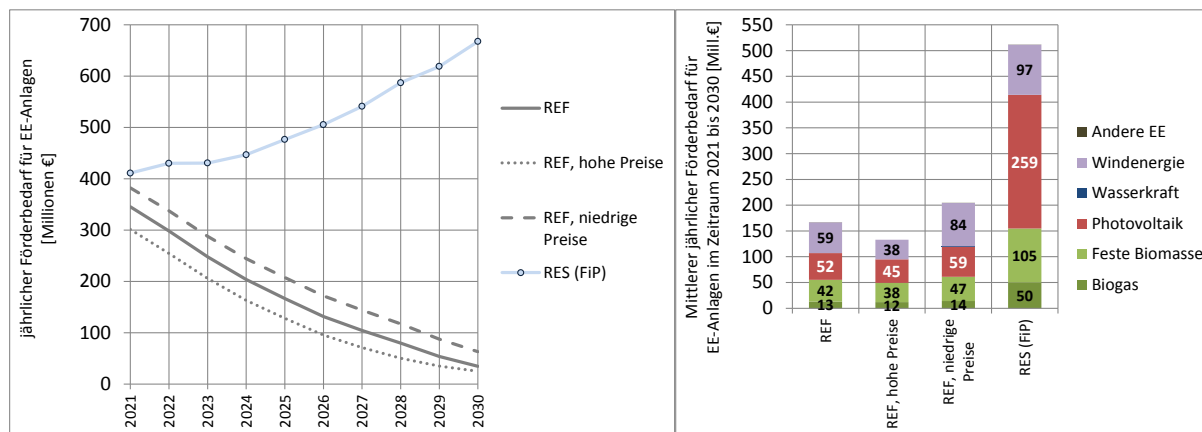 jährlicher Förderbedarf für EE-Anlagen
[Millionen €]
700
600
500
400
300
200
100
0
2021
2022
2023
2024
2025
2026
2027
2028
2029
2030
REF
REF, hohe Preise
REF, niedrige
Preise
RES (FiP)
Mittlerer jährlicher Förderbedarf für
EE-Anlagen im Zeitraum 2021 bis 2030 [Mill.€]
550
500
450
400
350
300
250
200
150
100
50
0
59
52
42
13
38
45
38
12
84
59
47
14
97
259
105
50
REF
REF, hohe Preise
REF, niedrige
Preise
RES (FiP)
Andere EE
Windenergie
Wasserkraft
Photovoltaik
Feste Biomasse
Biogas